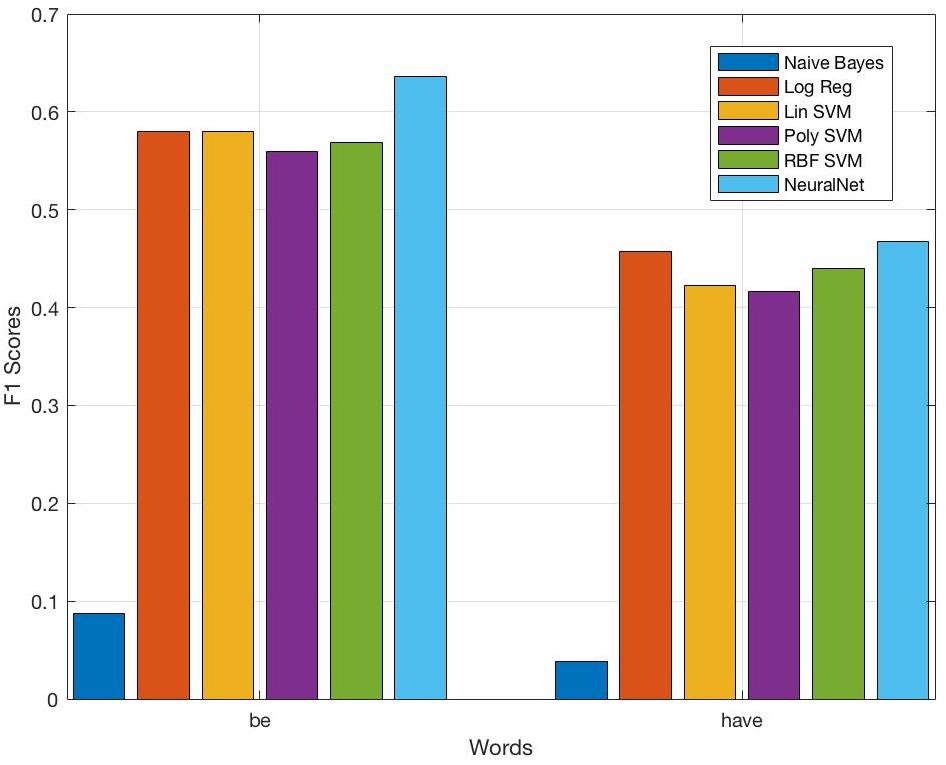 0.7
0.6
0.5
0.4
0.3
0.2
0.1
0
F1 Scores
Naive Bayes
Log Reg
Lin SVM
Poly SVM
RBF SVM
NeuralNet
be
have
Words